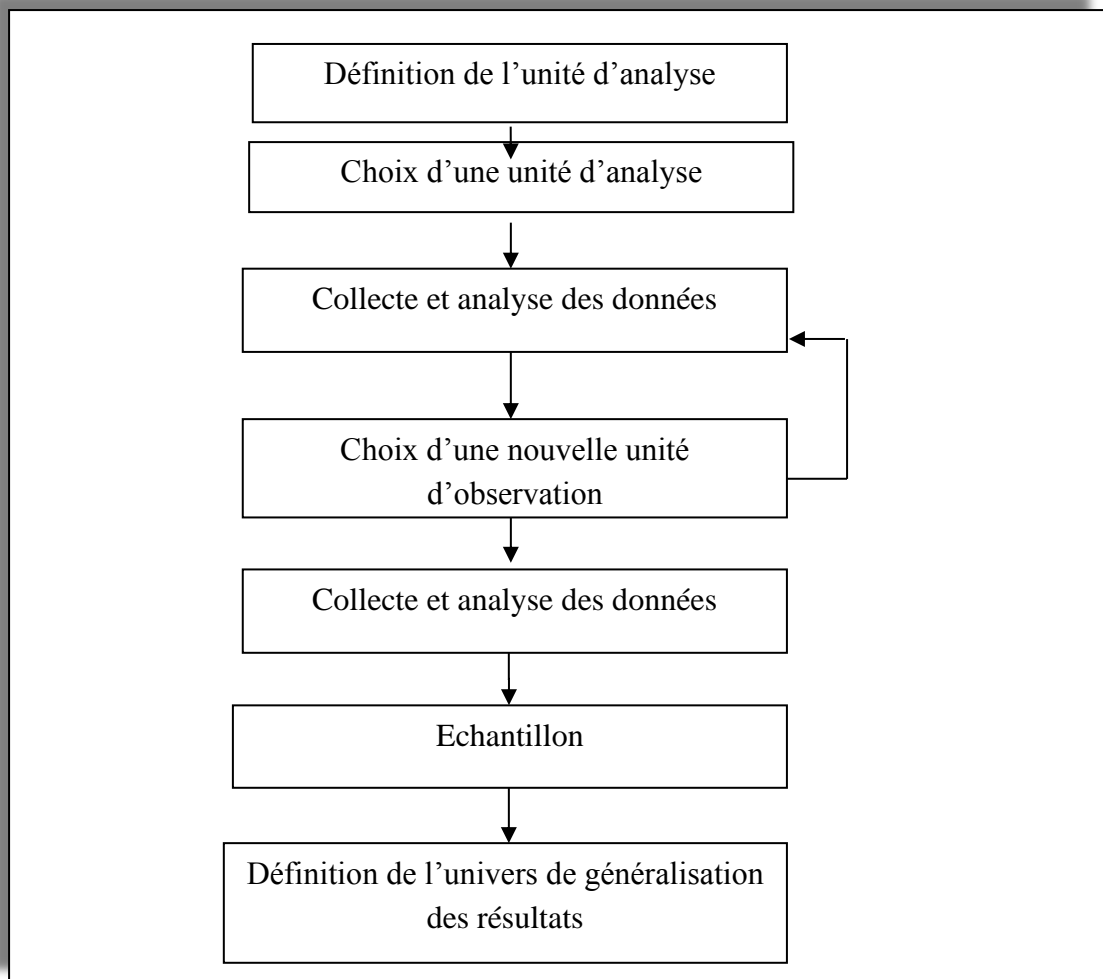 Définition de l’unité d’analyse
Choix d’une unité d’analyse
Collecte et analyse des données
Choix d’une nouvelle unité
d’observation
Collecte et analyse des données
Echantillon
Définition de l’univers de généralisation
des résultats